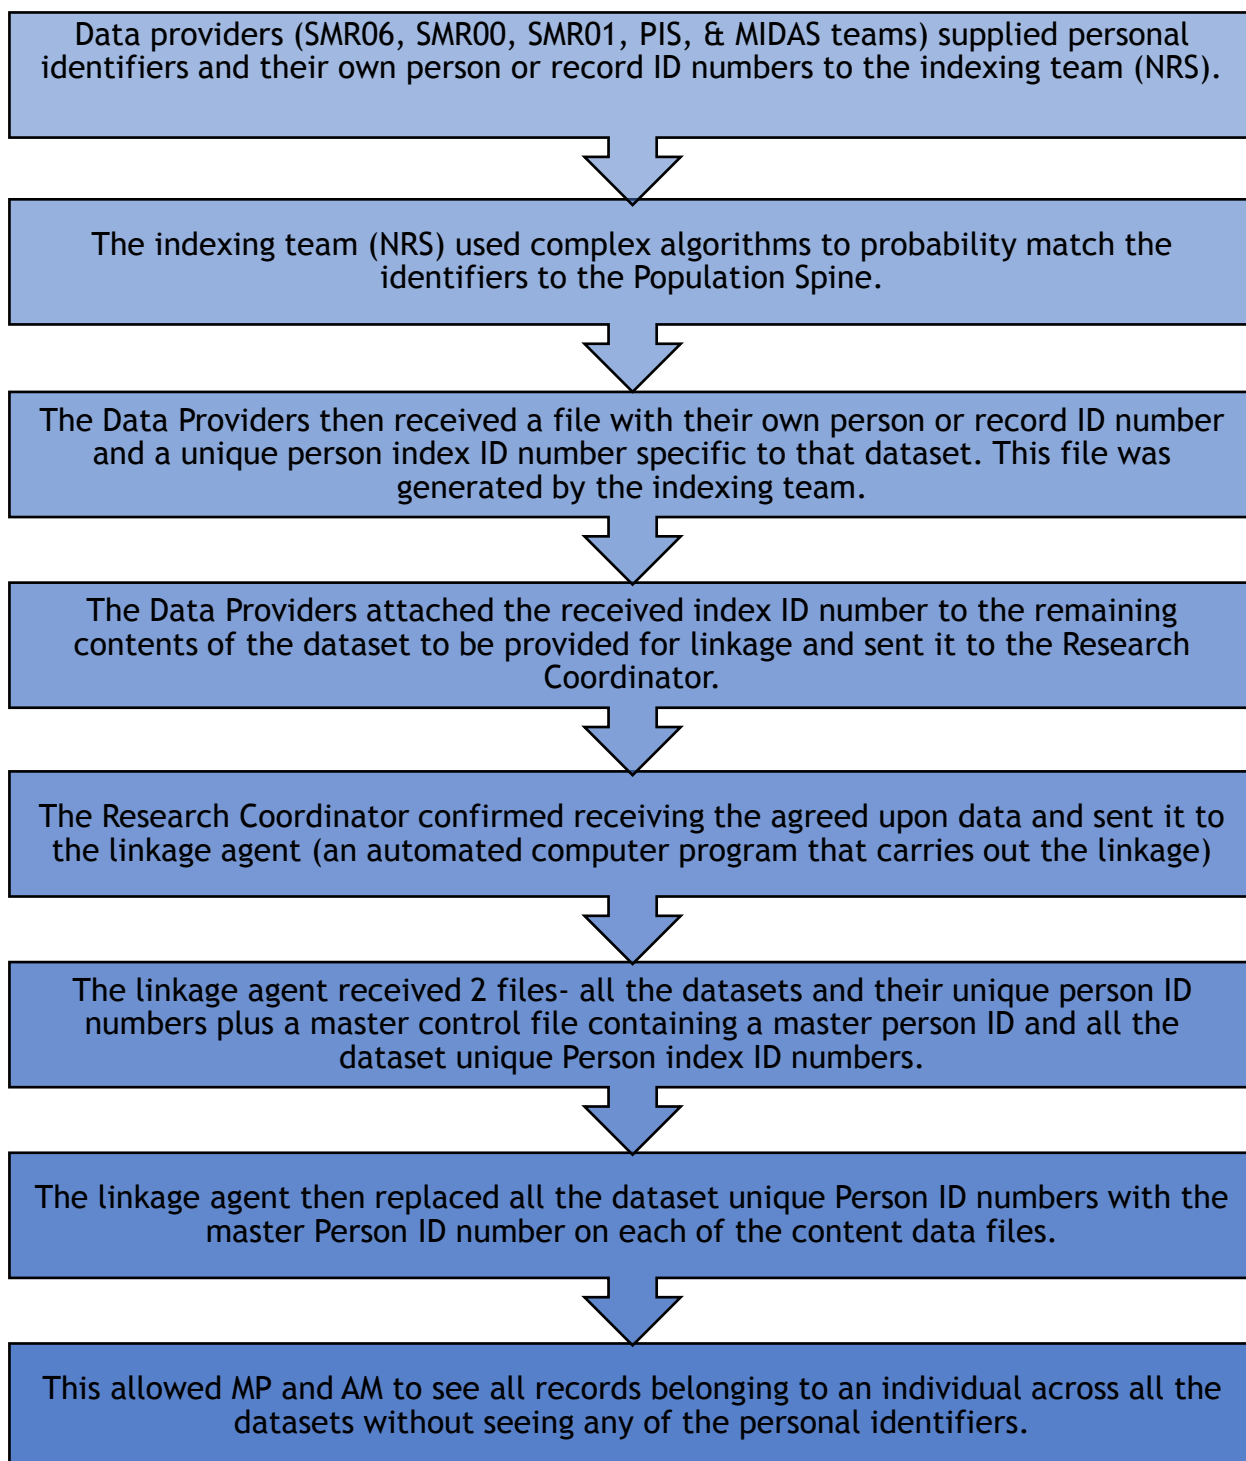 Data providers (SMR06, SMR00, SMR01, PIS, & MIDAS teams) supplied personal
identifiers and their own person or record ID numbers to the indexing team (NRS).
The indexing team (NRS) used complex algorithms to probability match the
identifiers to the Population Spine.
The Data Providers then received a file with their own person or record ID number
and a unique person index ID number specific to that dataset. This file was
generated by the indexing team.
The Data Providers attached the received index ID number to the remaining
contents of the dataset to be provided for linkage and sent it to the Research
Coordinator.
The Research Coordinator confirmed receiving the agreed upon data and sent it to
the linkage agent (an automated computer program that carries out the linkage)
The linkage agent received 2 files- all the datasets and their unique person ID
numbers plus a master control file containing a master person ID and all the
dataset unique Person index ID numbers.
The linkage agent then replaced all the dataset unique Person ID numbers with the
master Person ID number on each of the content data files.
This allowed MP and AM to see all records belonging to an individual across all the
datasets without seeing any of the personal identifiers.